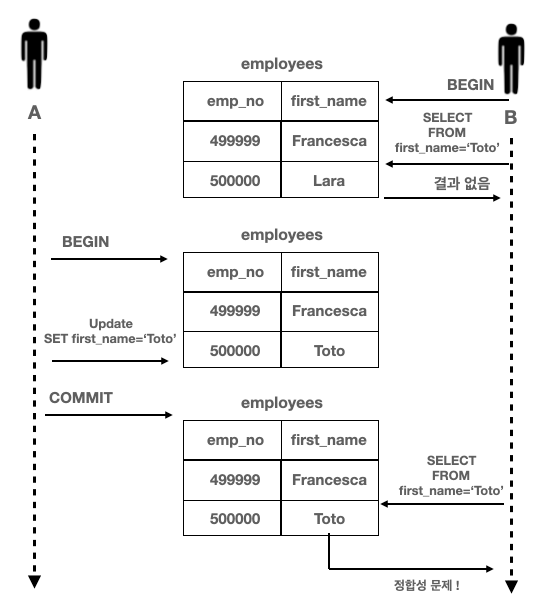 employees
A
B
emp_no first_name
499999 Francesca
500000 Lara
BEGIN
SELECT
FROM
first_name=‘Toto’
결과 없음
employees
BEGIN
emp_no first_name
499999 Francesca
500000 Toto
Update
SET first_name=‘Toto’
COMMIT
employees
emp_no first_name
499999 Francesca
500000 Toto
SELECT
FROM
first_name=‘Toto’
정합성 문제 !